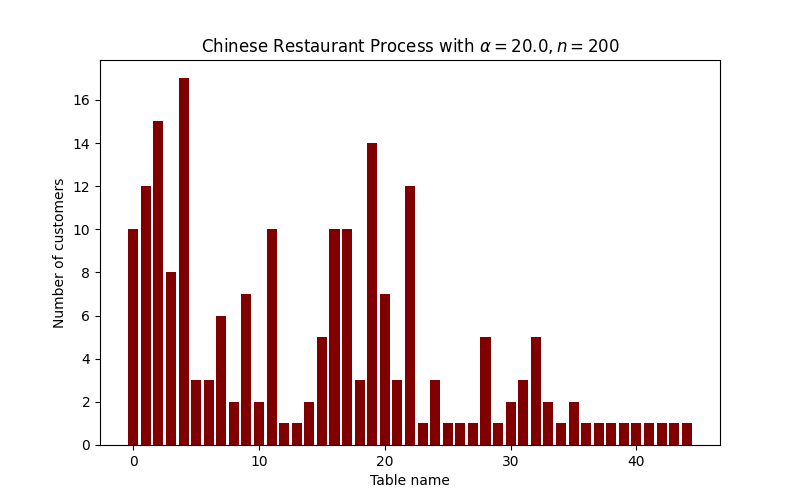 Chinese Restaurant Process with α = 20.0, n = 200
Number of customers
16
14
12
10
8
6
4
2
0
0 10 20 30 40
Table name